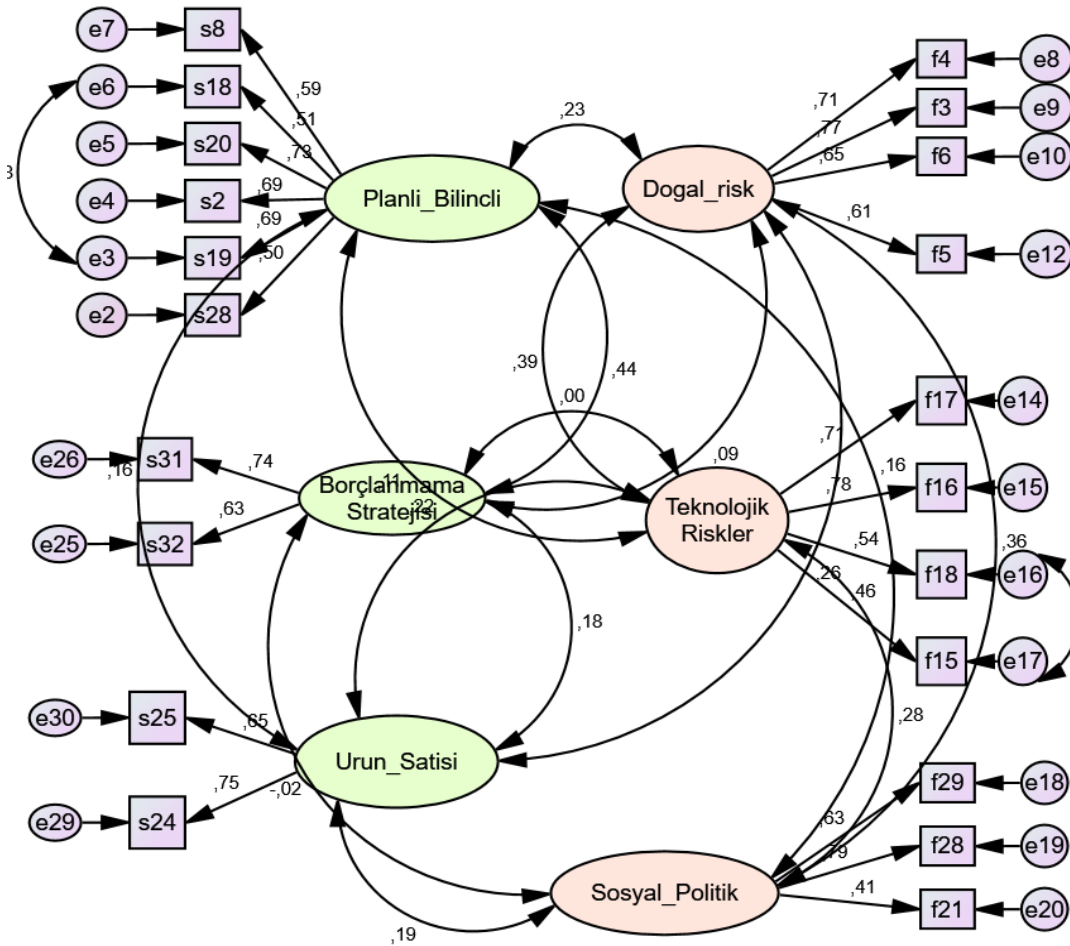 e7
s8
f4
e8
e6
s18
,59
,71
f3
e9
,51
,23
,77
e5
s20
,73
,65
f6
e10
3
e4
s2
,69
Planli_Bilincli
Dogal_risk
,61
e3
s19
,69
,50
f5
e12
e2
s28
,39
,44
,00
f17
e14
,71
e26
s31
,74
,16
,09
,16
,11
Borçlanmama
Stratejisi
,22
Teknolojik
Riskler
,78
f16
e15
e25
s32
,63
,54
,36
,26
f18
e16
,46
,18
f15
e17
e30
s25
,65
,28
Urun_Satisi
f29
e18
e29
s24
,75
-,02
,63
,79
f28
e19
Sosyal_Politik
,41
f21
e20
,19